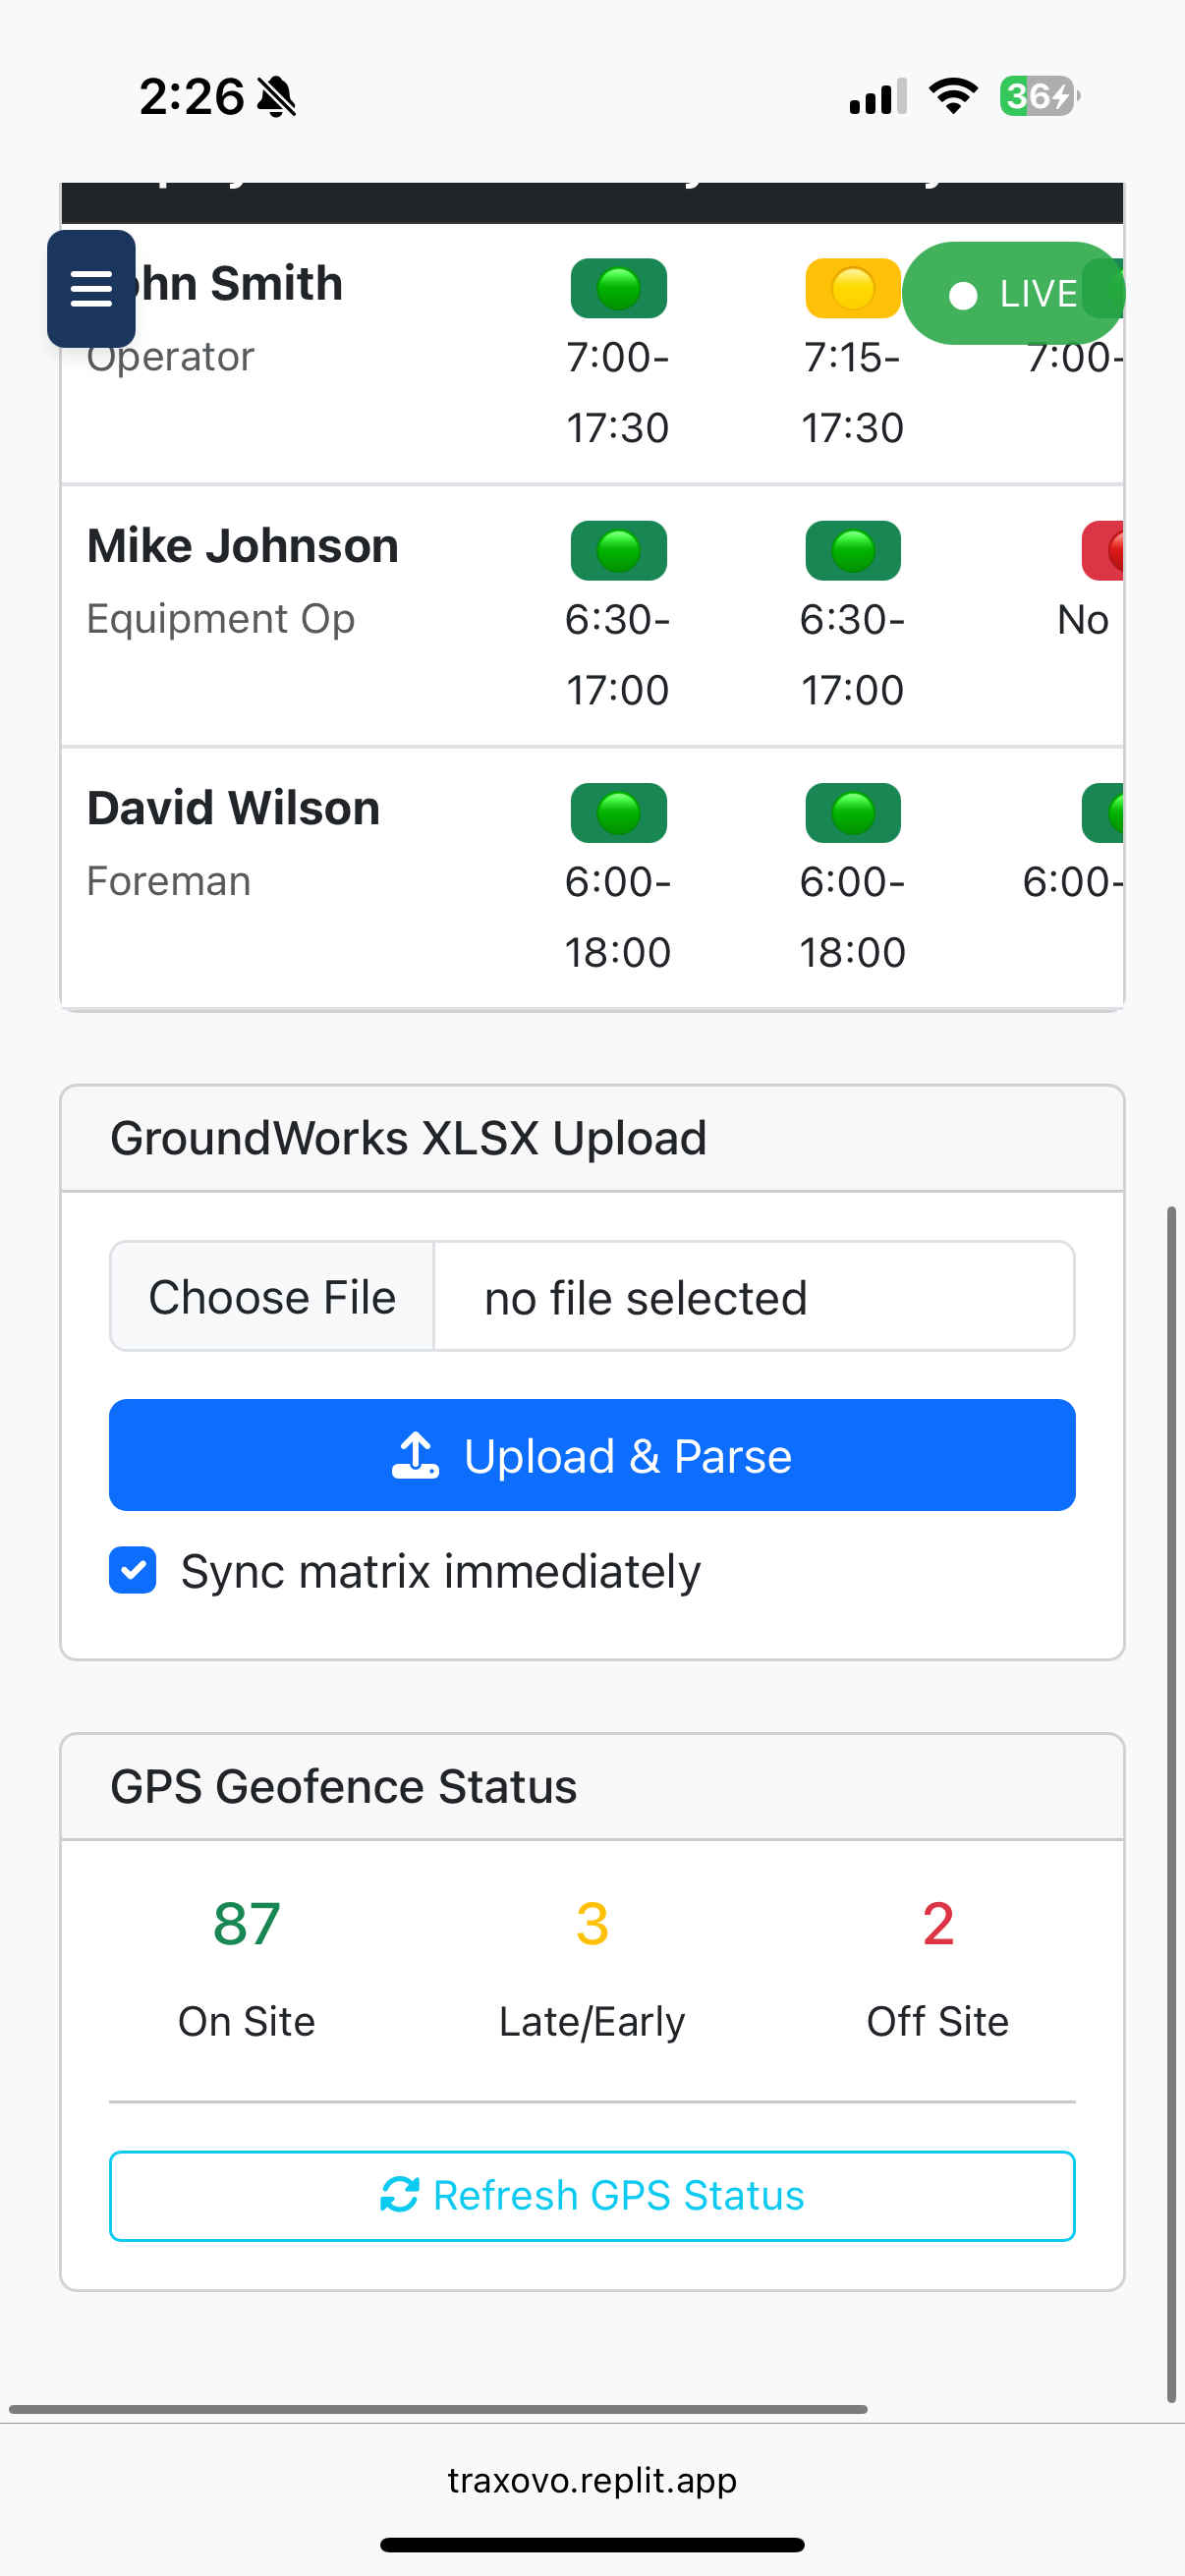 2:26
36
LIVE
hn Smith
Operator
7:00-
17:30
7:15-
17:30
7:00-
Mike Johnson
Equipment Op
6:30-
17:00
6:30-
17:00
No
David Wilson
Foreman
6:00-
18:00
6:00-
18:00
6:00-
GroundWorks XLSX Upload
Choose File no file selected
Upload & Parse
Sync matrix immediately
GPS Geofence Status
87 3 2
On Site Late/Early Off Site
Refresh GPS Status
traxovo.replit.app